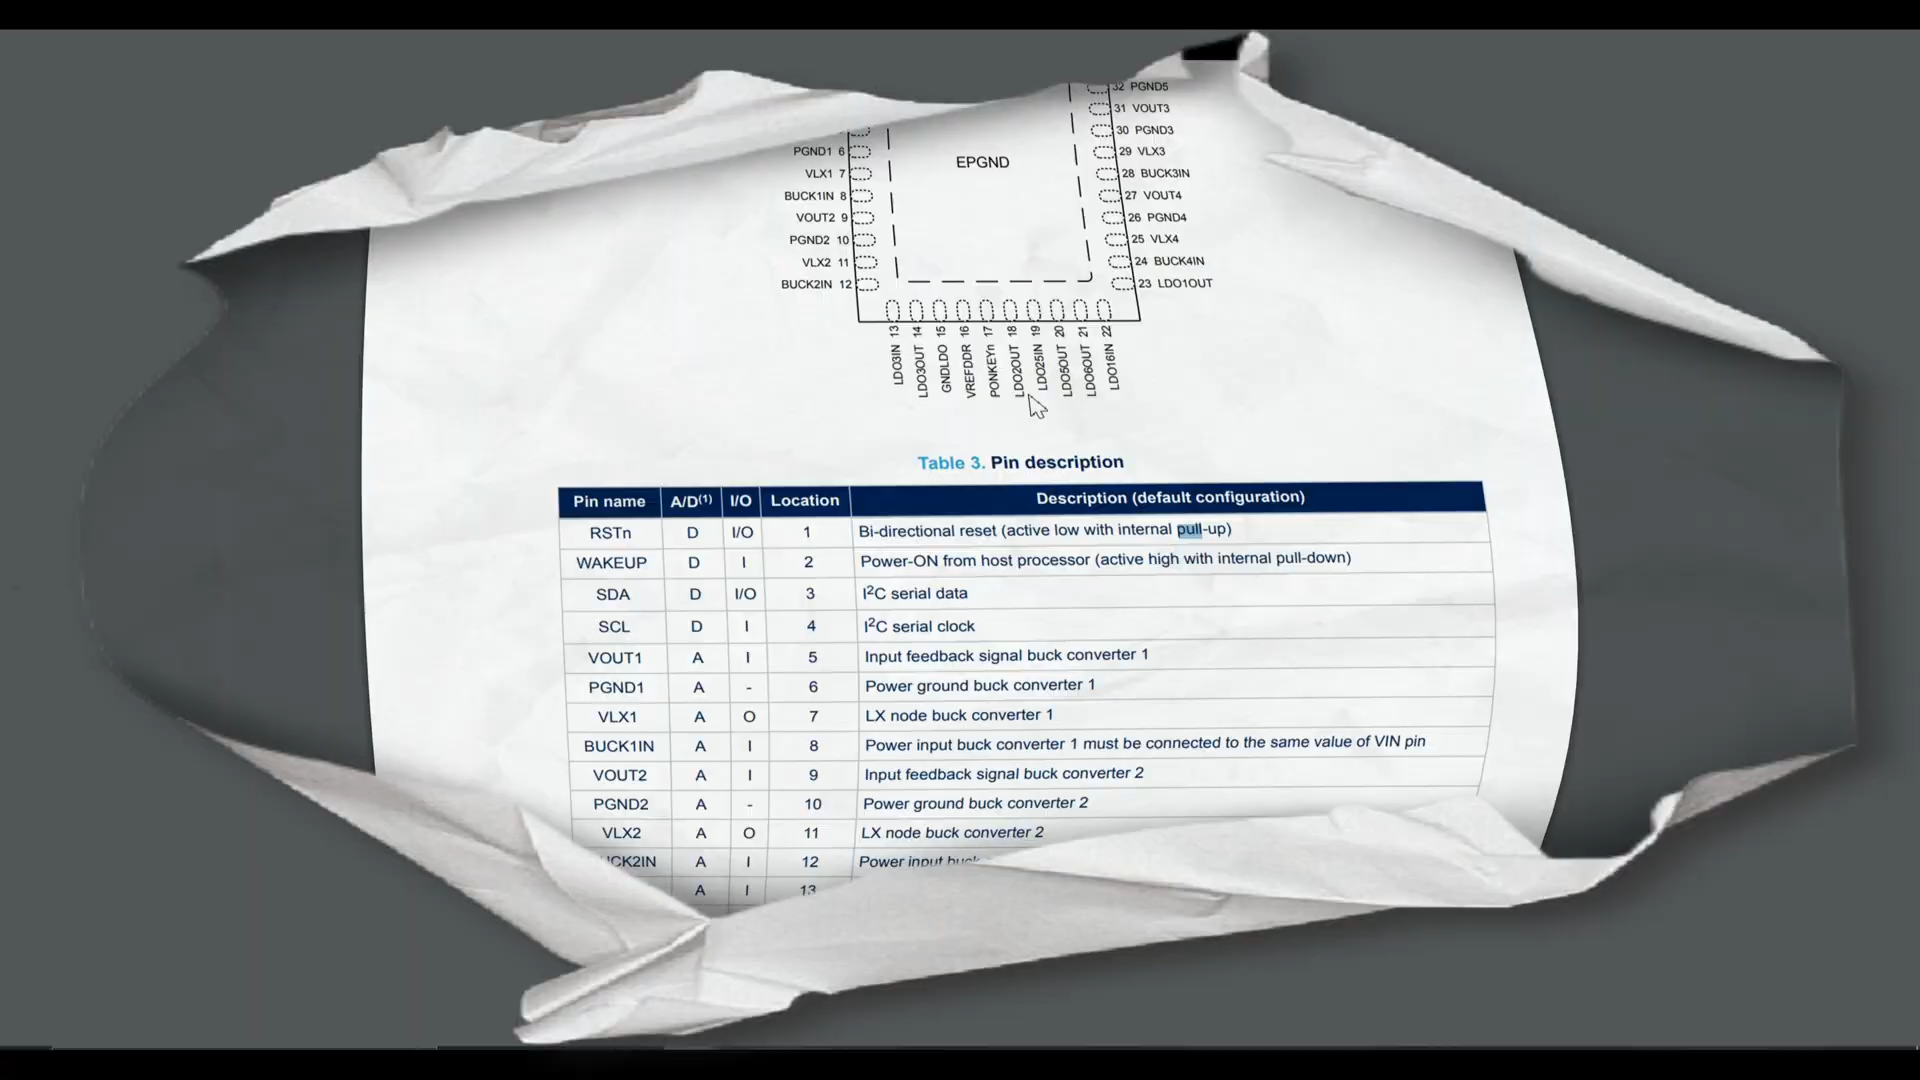 32 PGND5
31 VOUT3
30 PGND3
PGND1 6
29 VLX3
EPGND
VLX1 7
28 BUCK3IN
BUCK1IN 8
27 VOUT4
VOUT2 9
26 PGND4
PGND2 10
25 VLX4
VLX2 11
24 BUCK4IN
BUCK2IN 12
23 LDO1OUT
LDO3IN 13
LDO3OUT 14
GNDLDO 15
VREFDDR 16
PONKEYn 17
LDO2OUT 18
LDO25IN 19
LDO5OUT 20
LDO6OUT 21
LDO16IN 22
Table 3. Pin description
Pin name A/D(1) I/O Location Description (default configuration)
RSTn D I/O 1 Bi-directional reset (active low with internal pull-up)
WAKEUP D I 2 Power-ON from host processor (active high with internal pull-down)
SDA D I/O 3 I2C serial data
SCL D I 4 I2C serial clock
VOUT1 A I 5 Input feedback signal buck converter 1
PGND1 A - 6 Power ground buck converter 1
VLX1 A O 7 LX node buck converter 1
BUCK1IN A I 8 Power input buck converter 1 must be connected to the same value of VIN pin
VOUT2 A I 9 Input feedback signal buck converter 2
PGND2 A - 10 Power ground buck converter 2
VLX2 A O 11 LX node buck converter 2
UCK2IN A I 12 Power input
A I 13